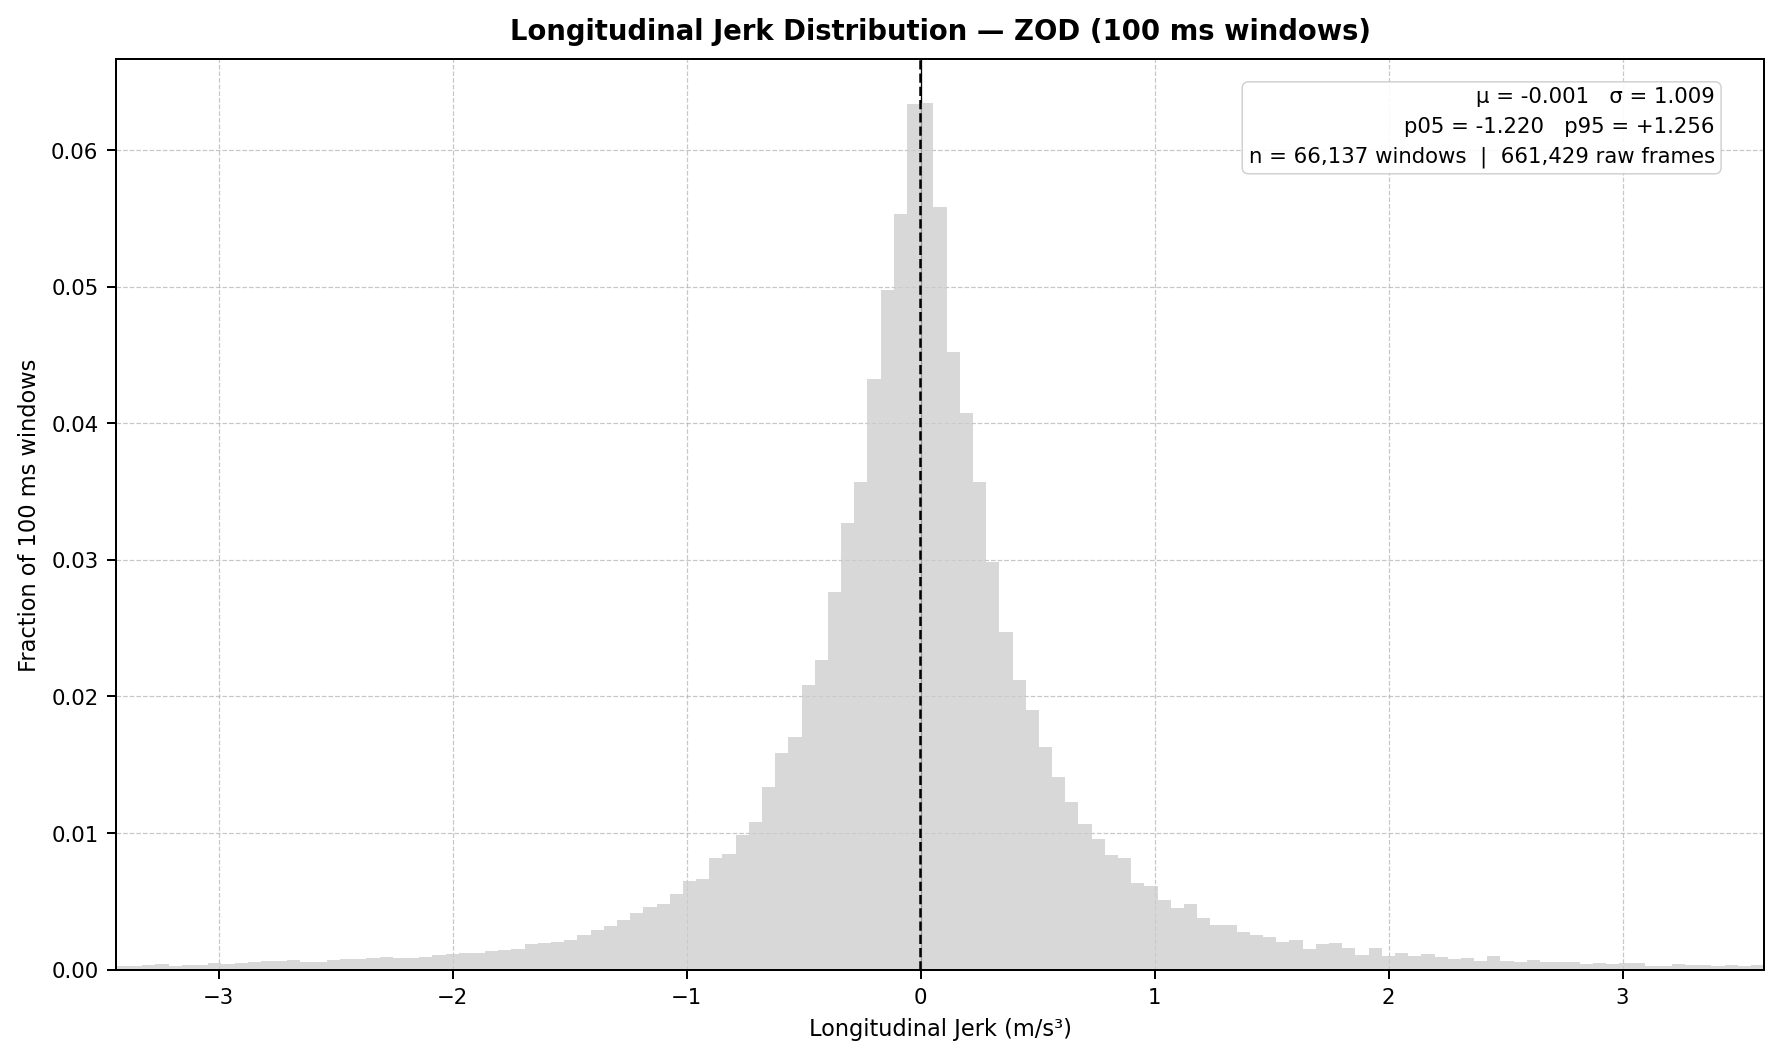 Longitudinal Jerk Distribution — ZOD (100 ms windows)
μ = -0.001   σ = 1.009
p05 = -1.220   p95 = +1.256
n = 66,137 windows  |  661,429 raw frames
Fraction of 100 ms windows
0.06
0.05
0.04
0.03
0.02
0.01
0.00
−3
−2
−1
0
1
2
3
Longitudinal Jerk (m/s³)